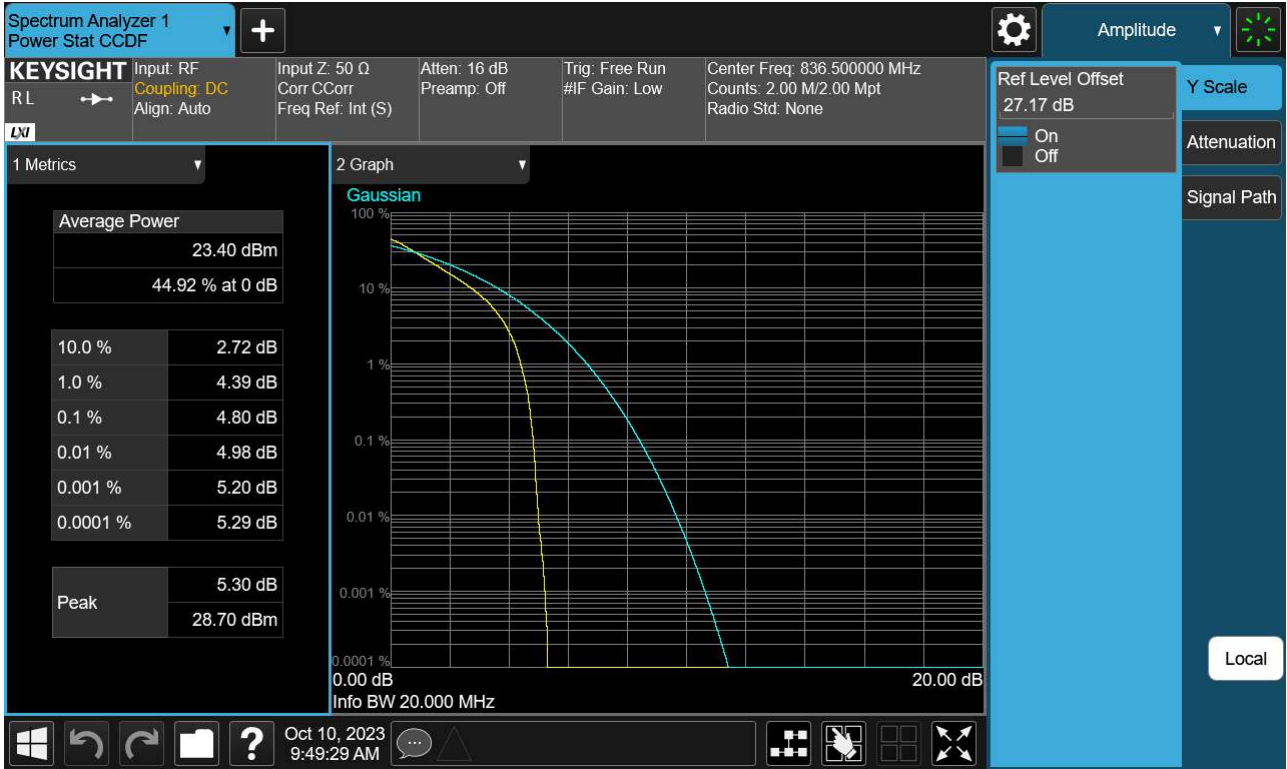 Spectrum Analyzer 1
Power Stat CCDF
+
Amplitude
KEYSIGHT
RL
LXI
Input: RF
Coupling: DC
Align: Auto
Input Z: 50 Ω
Corr CCorr
Freq Ref: Int (S)
Atten: 16 dB
Preamp: Off
Trig: Free Run
#IF Gain: Low
Center Freq: 836.500000 MHz
Counts: 2.00 M/2.00 Mpt
Radio Std: None
Ref Level Offset
27.17 dB
On
Off
Y Scale
Attenuation
Signal Path
Local
1 Metrics
Average Power
23.40 dBm
44.92 % at 0 dB
10.0 % 2.72 dB
1.0 % 4.39 dB
0.1 % 4.80 dB
0.01 % 4.98 dB
0.001 % 5.20 dB
0.0001 % 5.29 dB
Peak
5.30 dB
28.70 dBm
2 Graph
Gaussian
100 %
10 %
1 %
0.1 %
0.01 %
0.001 %
0.0001 %
0.00 dB 20.00 dB
Info BW 20.000 MHz
?
Oct 10, 2023
9:49:29 AM